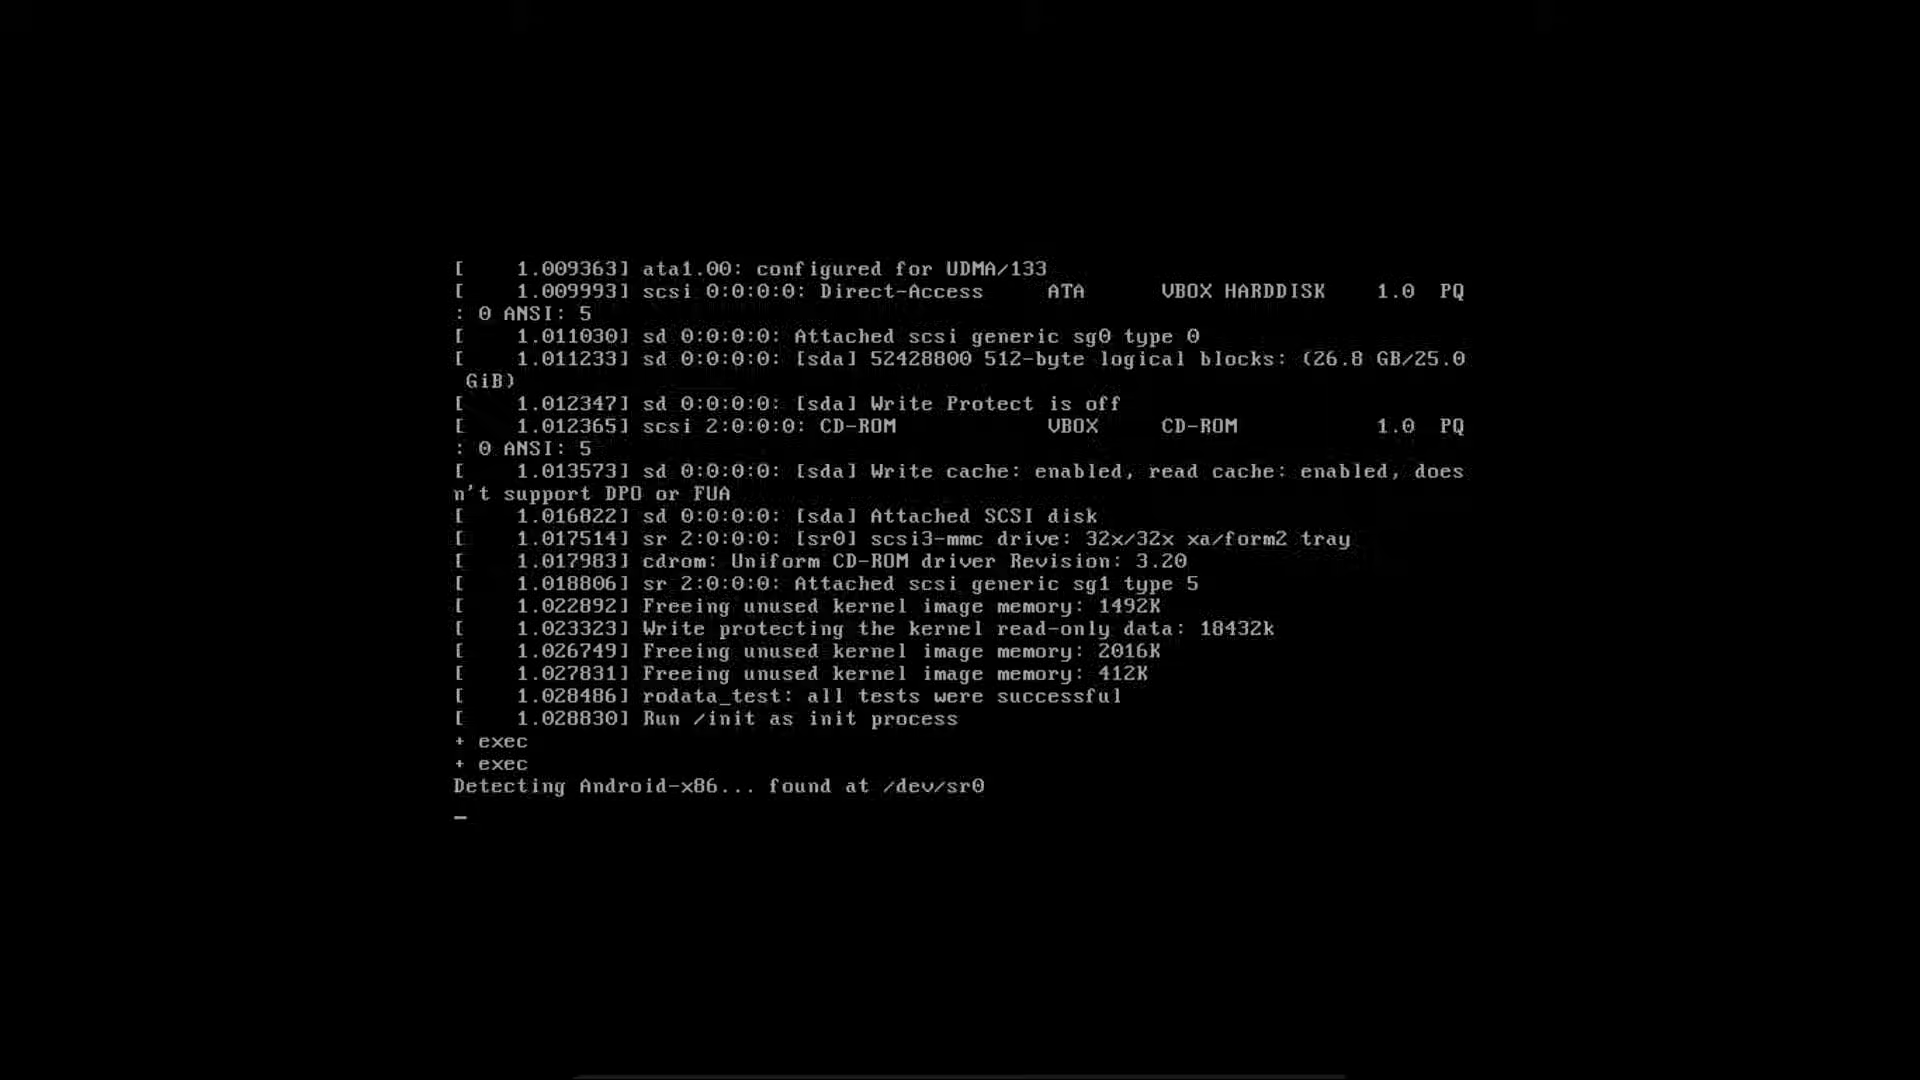 [    1.009363] ata1.00: configured for UDMA/133
[    1.009993] scsi 0:0:0:0: Direct-Access     ATA      VBOX HARDDISK    1.0  PQ
: 0 ANSI: 5
[    1.011030] sd 0:0:0:0: Attached scsi generic sg0 type 0
[    1.011233] sd 0:0:0:0: [sda] 52428800 512-byte logical blocks: (26.8 GB/25.0
 GiB)
[    1.012347] sd 0:0:0:0: [sda] Write Protect is off
[    1.012365] scsi 2:0:0:0: CD-ROM            VBOX     CD-ROM           1.0  PQ
: 0 ANSI: 5
[    1.013573] sd 0:0:0:0: [sda] Write cache: enabled, read cache: enabled, does
n't support DPO or FUA
[    1.016822] sd 0:0:0:0: [sda] Attached SCSI disk
[    1.017514] sr 2:0:0:0: [sr0] scsi3-mmc drive: 32x/32x xa/form2 tray
[    1.017983] cdrom: Uniform CD-ROM driver Revision: 3.20
[    1.018806] sr 2:0:0:0: Attached scsi generic sg1 type 5
[    1.022892] Freeing unused kernel image memory: 1492K
[    1.023323] Write protecting the kernel read-only data: 18432k
[    1.026749] Freeing unused kernel image memory: 2016K
[    1.027831] Freeing unused kernel image memory: 412K
[    1.028486] rodata_test: all tests were successful
[    1.028830] Run /init as init process
+ exec
+ exec
Detecting Android-x86... found at /dev/sr0
_